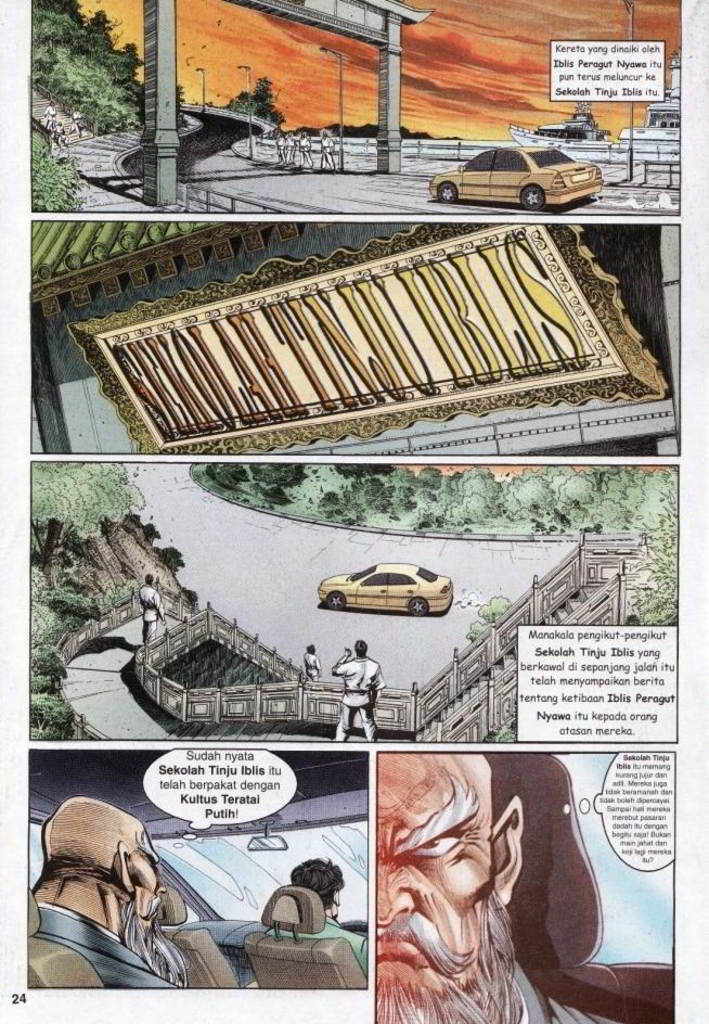 Kereta yang dinaiki oleh
Iblis Peragut Nyawa itu
pun terus meluncur ke
Sekolah Tinju Iblis itu.
SEKOLAH TINJU IBLIS
Manakala pengikut-pengikut
Sekolah Tinju Iblis yang
berkawal di sepanjang jalan itu
telah menyampaikan berita
tentang ketibaan Iblis Peragut
Nyawa itu kepada orang
atasan mereka.
Sudah nyata
Sekolah Tinju Iblis itu
telah berpakat dengan
Kultus Teratai
Putih!
Sekolah Tinju
Iblis itu memang
kurang jujur dan
adil. Mereka juga
tidak beramanah dan
tidak boleh dipercayai.
Sampai hati mereka
merebut pasaran
dadah itu dengan
begitu saja! Bukan
main jahat dan
keji lagi mereka
itu?
24